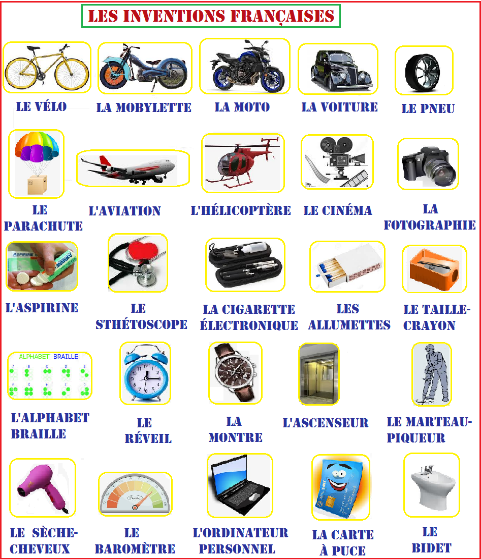 LES INVENTIONS FRANÇAISES
LE VÉLO
LA MOBYLETTE
LA MOTO
LA VOITURE
LE PNEU
LE
PARACHUTE
L'AVIATION
L'HÉLICOPTÈRE
LE CINÉMA
LA
PHOTOGRAPHIE
L'ASPIRINE
LE
STHÉTOSCOPE
LA CIGARETTE
ÉLECTRONIQUE
LES
ALLUMETTES
LE TAILLE-
CRAYON
ALPHABET BRAILLE
L'ALPHABET
BRAILLE
LE
RÉVEIL
LA
MONTRE
L'ASCENSEUR
LE MARTEAU-
PIQUEUR
LE SÈCHE-
CHEVEUX
LE
BAROMÈTRE
L'ORDINATEUR
PERSONNEL
LA CARTE
À PUCE
LE
BIDET